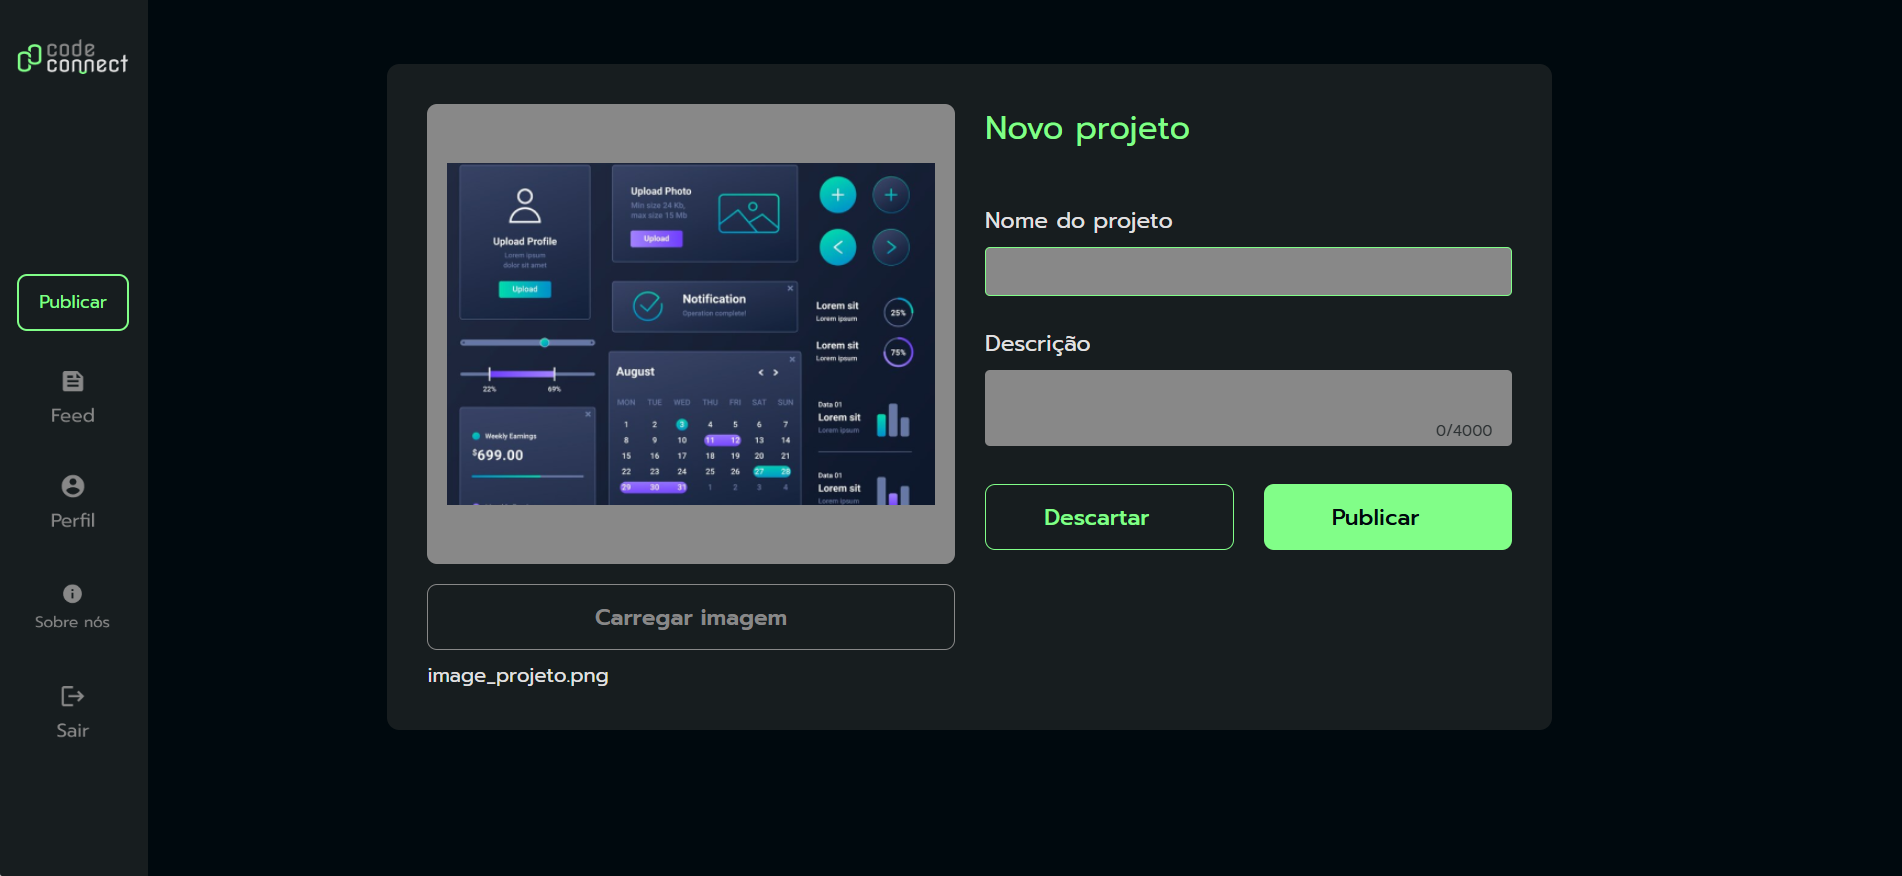 code
connect
Publicar
Feed
Perfil
Sobre nós
Sair
Upload Profile
Lorem ipsum
dolor sit amet
Upload
Upload Photo
Min size 24 Kb,
max size 15 Mb
Upload
Notification
Operation complete!
22% 69%
Weekly Earnings
$699.00
August
MON TUE WED THU FRI SAT SUN
1 2 3 4 5 6 7
8 9 10 11 12 13 14
15 16 17 18 19 20 21
22 23 24 25 26 27 28
29 30 31 1 2 3 4
Lorem sit
Lorem ipsum
25%
Lorem sit
Lorem ipsum
75%
Data 01
Lorem sit
Lorem ipsum
Data 01
Lorem sit
Lorem ipsum
Carregar imagem
image_projeto.png
Novo projeto
Nome do projeto
Descrição
0/4000
Descartar
Publicar